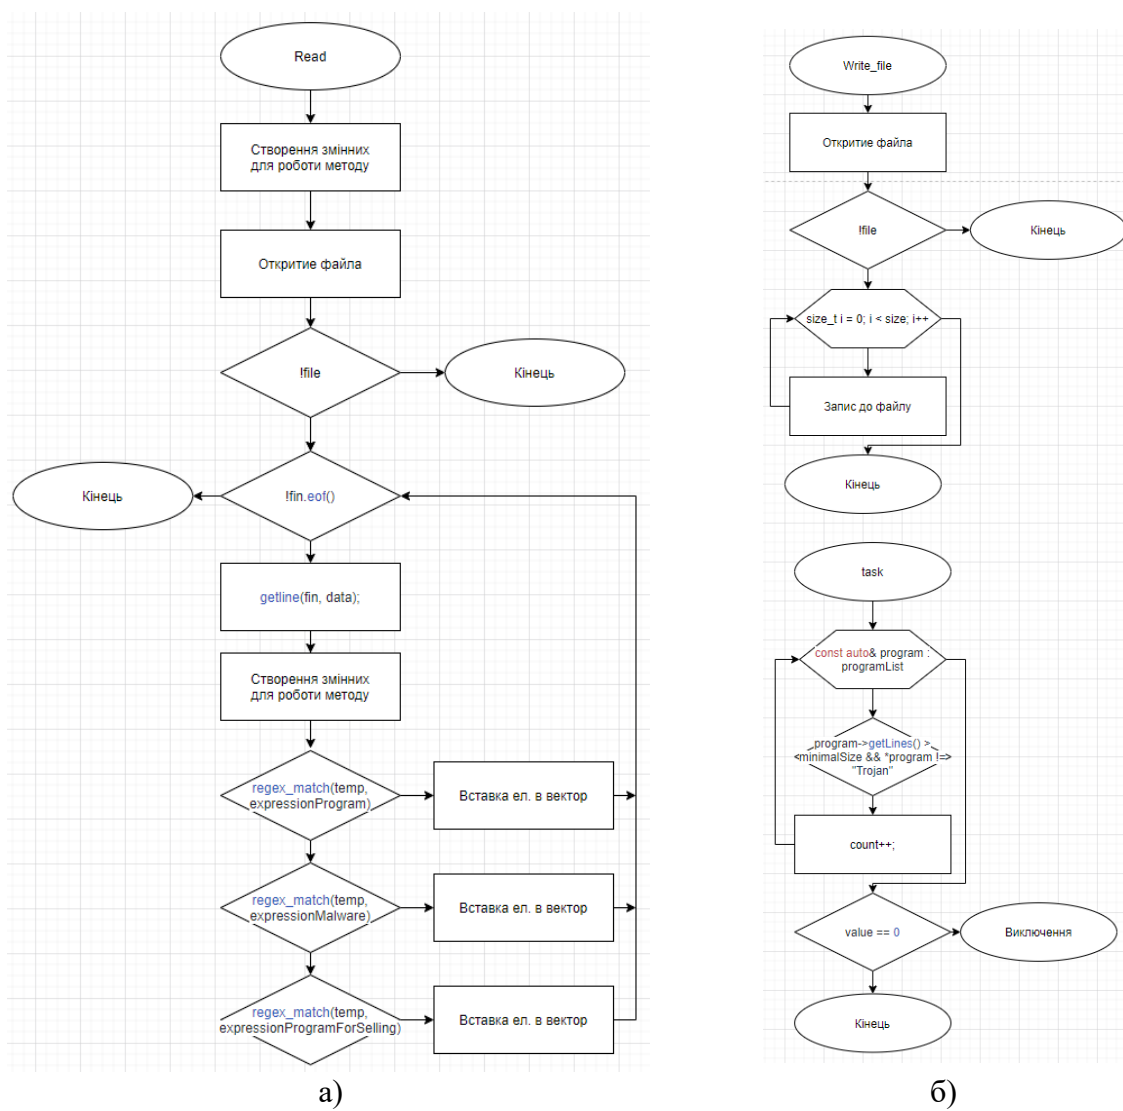 Read
Створення змінних
для роботи методу
Откритие файла
!file
Кінець
Кінець
!fin.eof()
getline(fin, data);
Створення змінних
для роботи методу
regex_match(temp,
expressionProgram)
Вставка ел. в вектор
regex_match(temp,
expressionMalware)
Вставка ел. в вектор
regex_match(temp,
expressionProgramForSelling)
Вставка ел. в вектор
а)
Write_file
Откритие файла
!file
Кінець
size_t i = 0; i < size; i++
Запис до файлу
Кінець
task
const auto& program :
programList
program->getLines() >
minimalSize && *program !=
"Trojan"
count++;
value == 0
Виключення
Кінець
б)